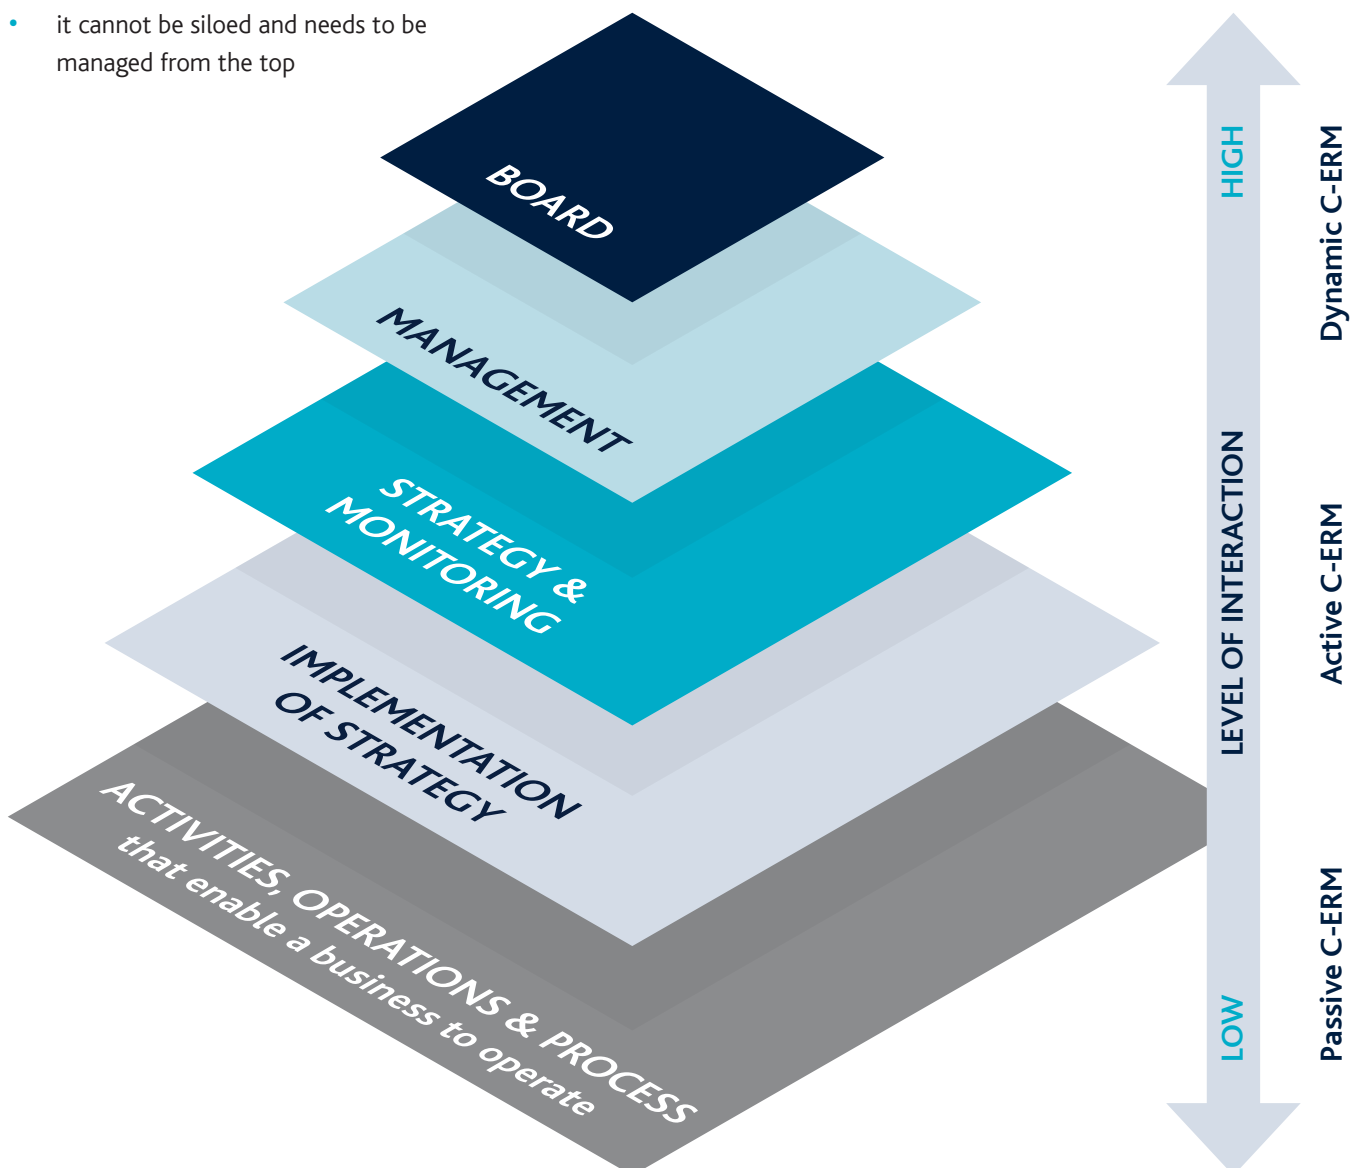 • it cannot be siloed and needs to be
managed from the top
BOARD
MANAGEMENT
STRATEGY &
MONITORING
IMPLEMENTATION
OF STRATEGY
ACTIVITIES, OPERATIONS & PROCESS
that enable a business to operate
HIGH
LEVEL OF INTERACTION
LOW
Dynamic C-ERM
Active C-ERM
Passive C-ERM